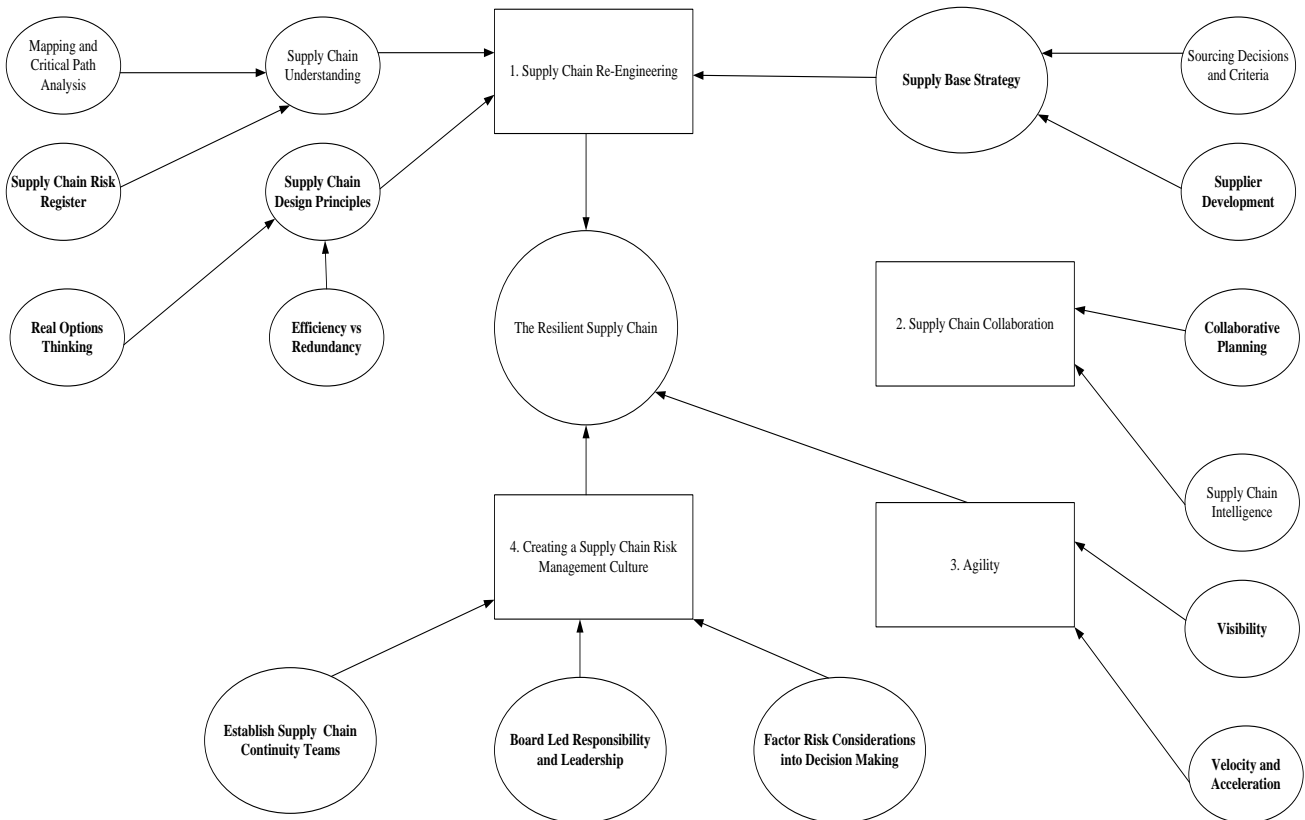 Mapping and
Critical Path
Analysis
Supply Chain
Understanding
1. Supply Chain Re-Engineering
Supply Base Strategy
Sourcing Decisions
and Criteria
Supply Chain Risk
Register
Supply Chain
Design Principles
Supplier
Development
Real Options
Thinking
Efficiency vs
Redundancy
The Resilient Supply Chain
2. Supply Chain Collaboration
Collaborative
Planning
Supply Chain
Intelligence
4. Creating a Supply Chain Risk
Management Culture
3. Agility
Visibility
Establish Supply Chain
Continuity Teams
Board Led Responsibility
and Leadership
Factor Risk Considerations
into Decision Making
Velocity and
Acceleration